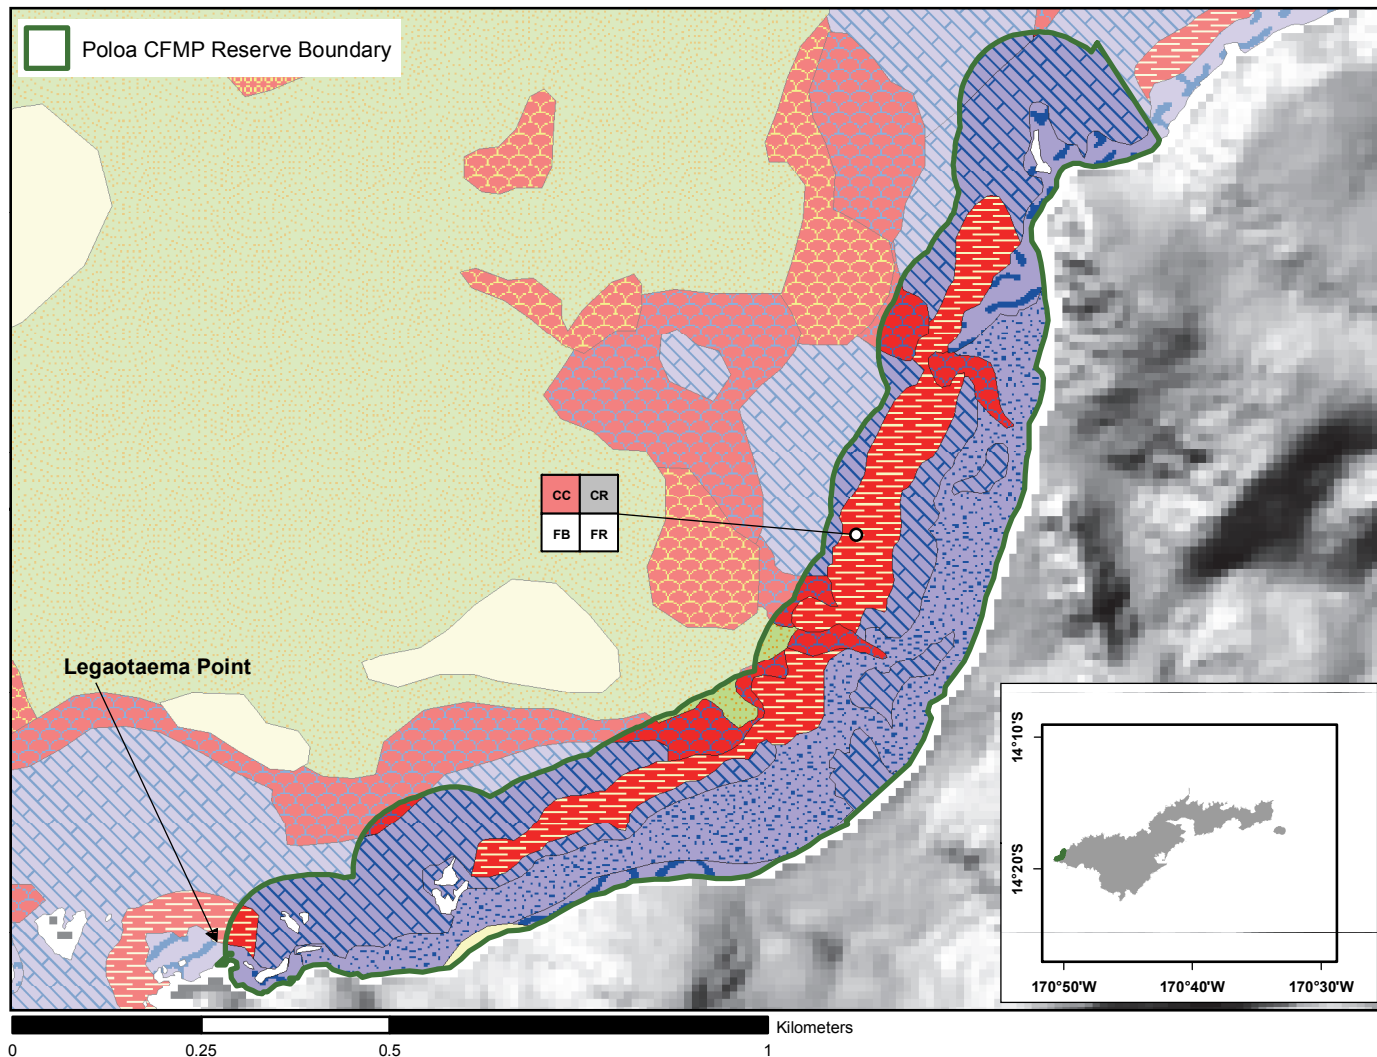 Poloa CFMP Reserve Boundary
CC CR
FB FR
Legaotaema Point
14°10'S
14°20'S
170°50'W 170°40'W 170°30'W
Kilometers
0 0.25 0.5 1